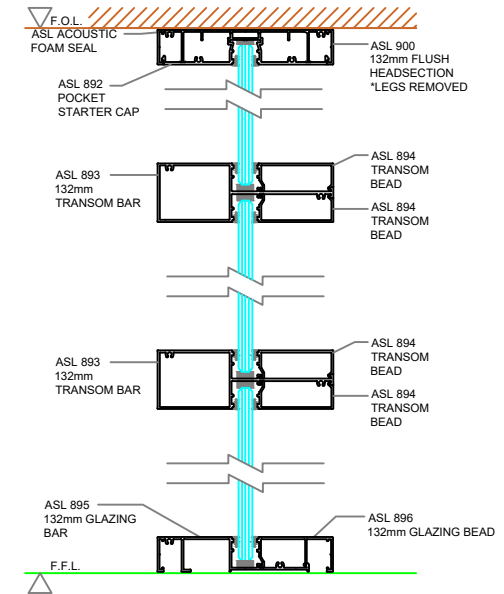 F.O.L.
ASL ACOUSTIC
FOAM SEAL
ASL 900
132mm FLUSH
HEADSECTION
*LEGS REMOVED
ASL 892
POCKET
STARTER CAP
ASL 893
132mm
TRANSOM BAR
ASL 894
TRANSOM
BEAD
ASL 894
TRANSOM
BEAD
ASL 893
132mm
TRANSOM BAR
ASL 894
TRANSOM
BEAD
ASL 894
TRANSOM
BEAD
ASL 895
132mm GLAZING
BAR
ASL 896
132mm GLAZING BEAD
F.F.L.